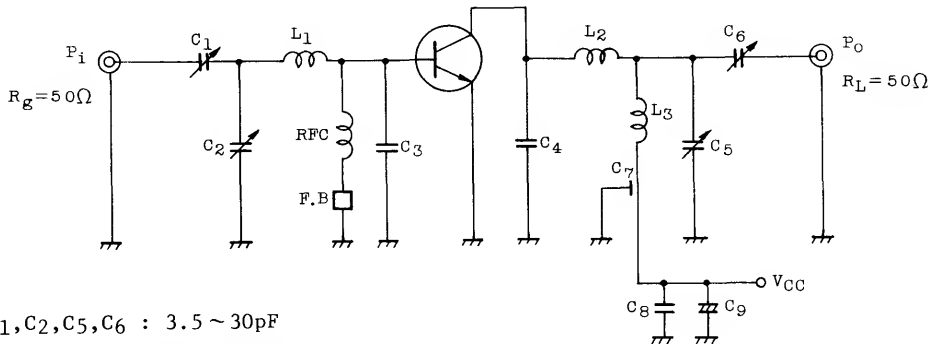 Pi
Rg=50Ω
C1
C2
L1
RFC
F.B
C3
C4
L2
L3
C7
C5
C6
Po
RL=50Ω
C8
C9
VCC
1,C2,C5,C6 : 3.5 ~ 30pF